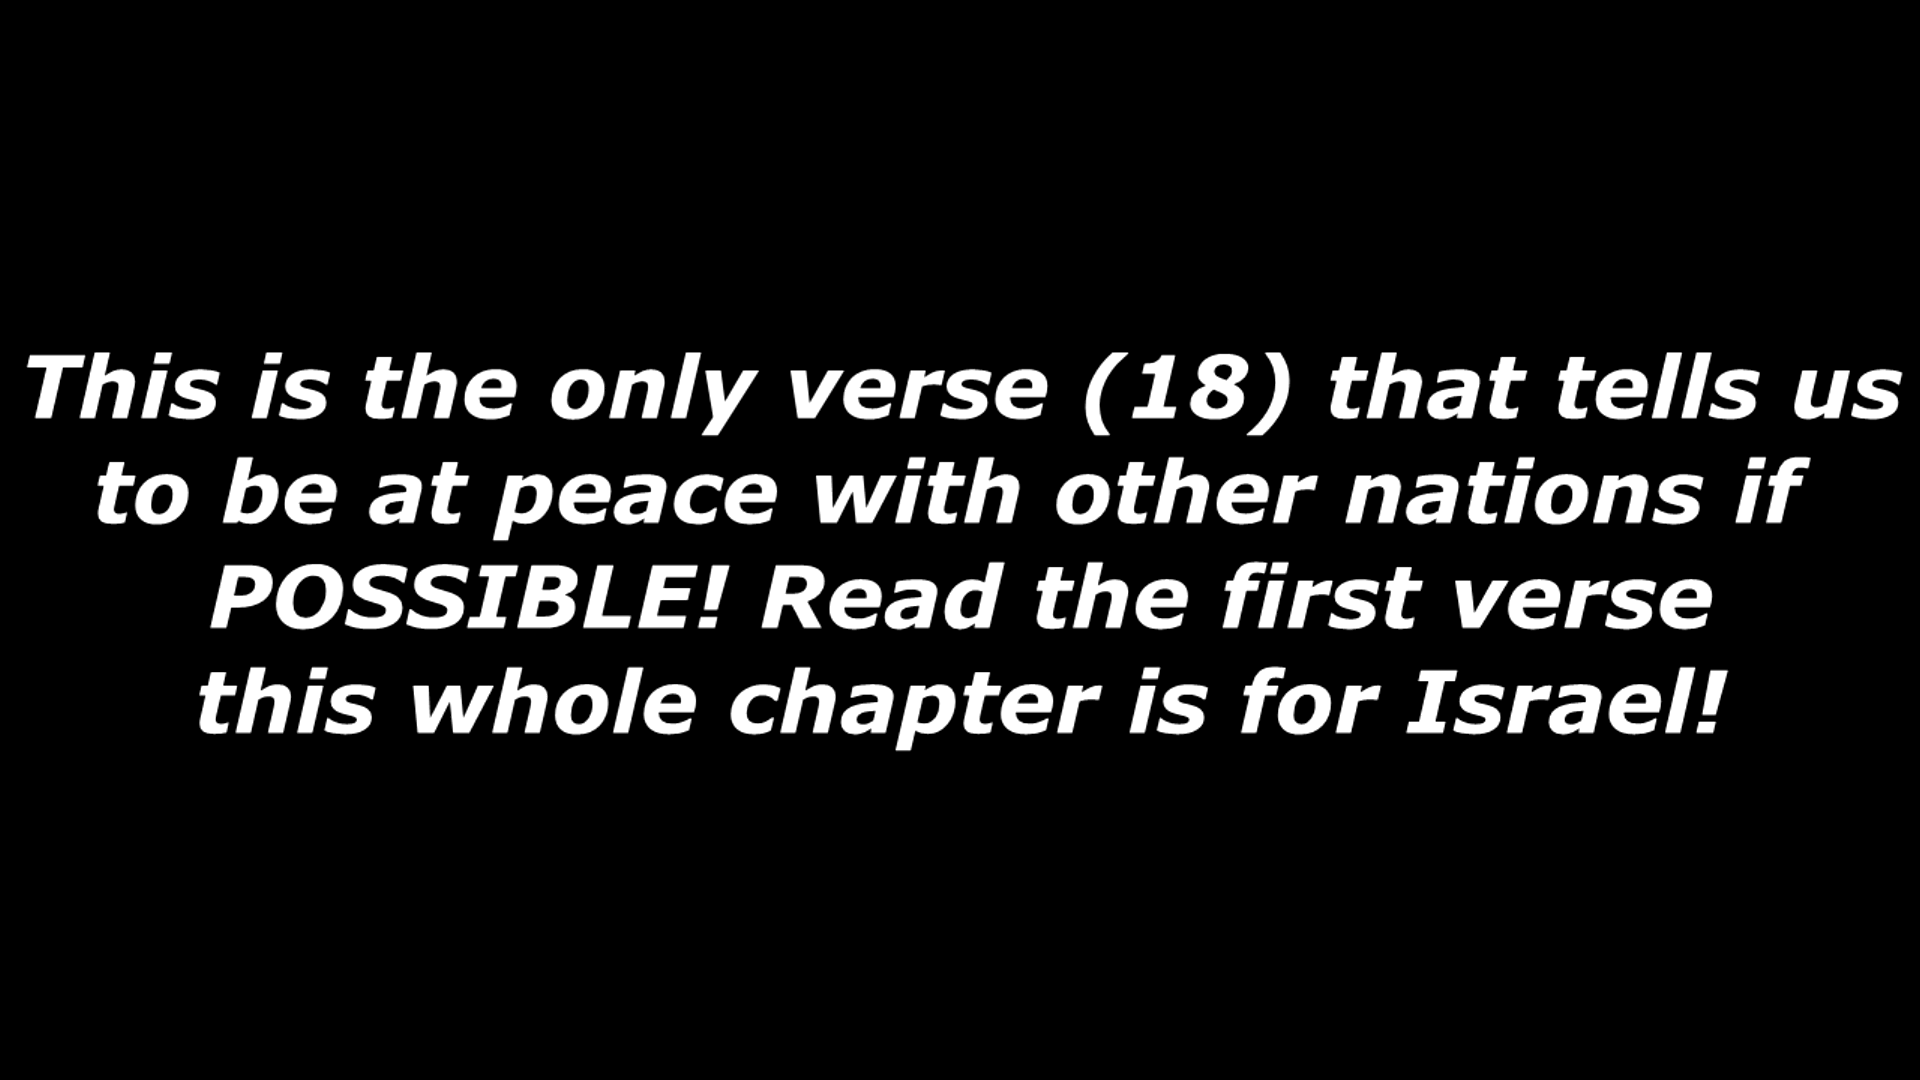 This is the only verse (18) that tells us
to be at peace with other nations if
POSSIBLE! Read the first verse
this whole chapter is for Israel!